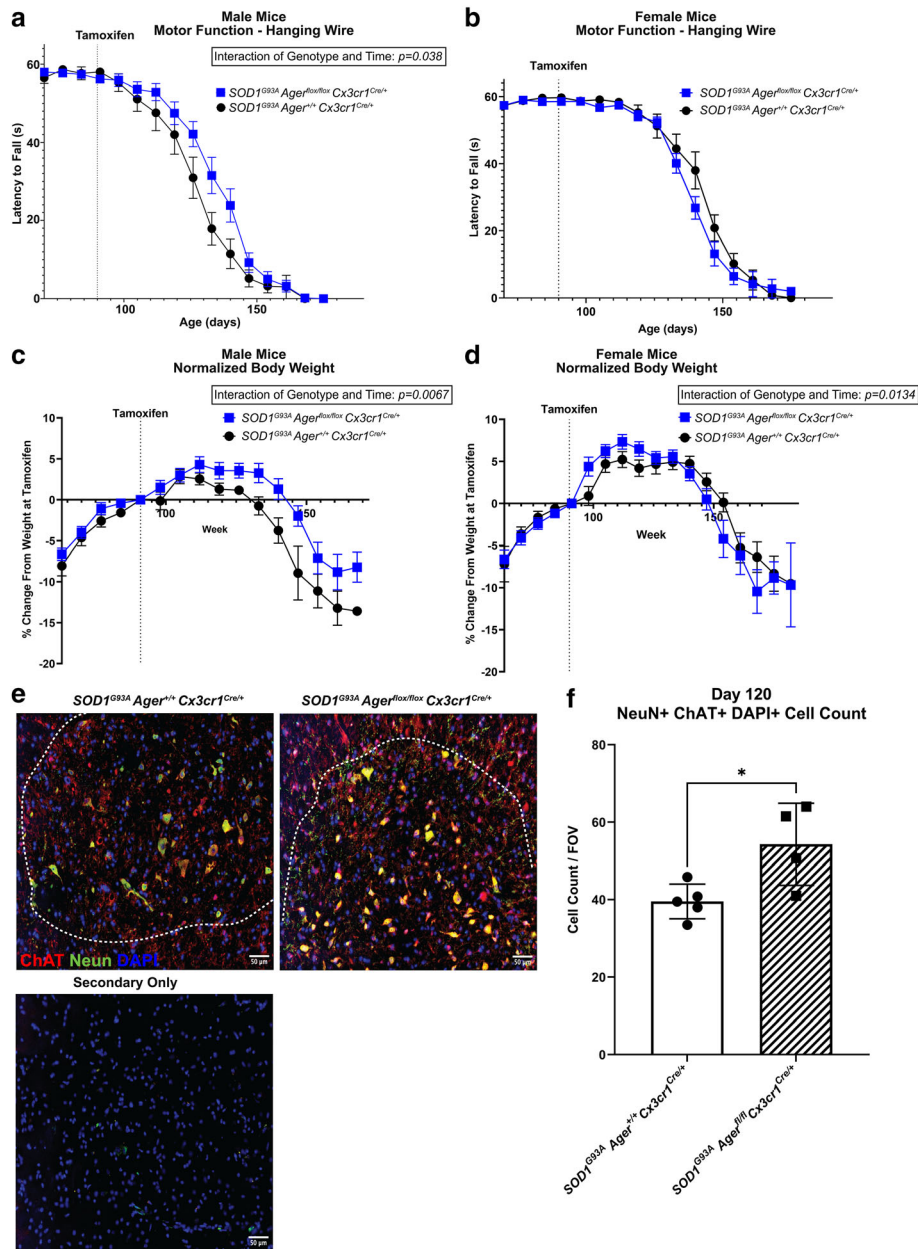 a
Male Mice
Motor Function - Hanging Wire
Interaction of Genotype and Time: p=0.038
Tamoxifen
SOD1G93A Agerflox/flox Cx3cr1Cre/+
SOD1G93A Ager+/+ Cx3cr1Cre/+
Latency to Fall (s)
60
40
20
0
100
150
Age (days)
b
Female Mice
Motor Function - Hanging Wire
Tamoxifen
SOD1G93A Agerflox/flox Cx3cr1Cre/+
SOD1G93A Ager+/+ Cx3cr1Cre/+
Latency to Fall (s)
60
40
20
0
100
150
Age (days)
c
Male Mice
Normalized Body Weight
Interaction of Genotype and Time: p=0.0067
Tamoxifen
SOD1G93A Agerflox/flox Cx3cr1Cre/+
SOD1G93A Ager+/+ Cx3cr1Cre/+
% Change From Weight at Tamoxifen
10
5
0
-5
-10
-15
-20
100
150
Week
d
Female Mice
Normalized Body Weight
Interaction of Genotype and Time: p=0.0134
Tamoxifen
SOD1G93A Agerflox/flox Cx3cr1Cre/+
SOD1G93A Ager+/+ Cx3cr1Cre/+
% Change From Weight at Tamoxifen
15
10
5
0
-5
-10
-15
-20
100
150
Week
e
SOD1G93A Ager+/+ Cx3cr1Cre/+
SOD1G93A Agerflox/flox Cx3cr1Cre/+
ChAT Neun DAPI
50 µm
50 µm
Secondary Only
50 µm
f
Day 120
NeuN+ ChAT+ DAPI+ Cell Count
*
Cell Count / FOV
80
60
40
20
0
SOD1G93A Ager+/+ Cx3cr1Cre/+
SOD1G93A Agerfl/fl Cx3cr1Cre/+